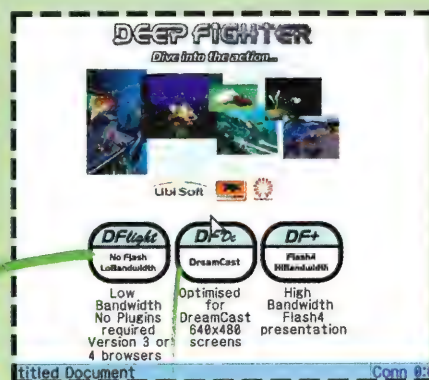 DEEP FIGHTER
Dive into the action...
Ubi Soft
DFlight
No Flash
LoBandwidth
DFDc
DreamCast
DF+
Flash4
HiBandwidth
Low
Bandwidth
No Plugins
required
Version 3 or
4 browsers
Optimised
for
DreamCast
640x480
screens
High
Bandwidth
Flash4
presentation
titled Document
Conn 0: